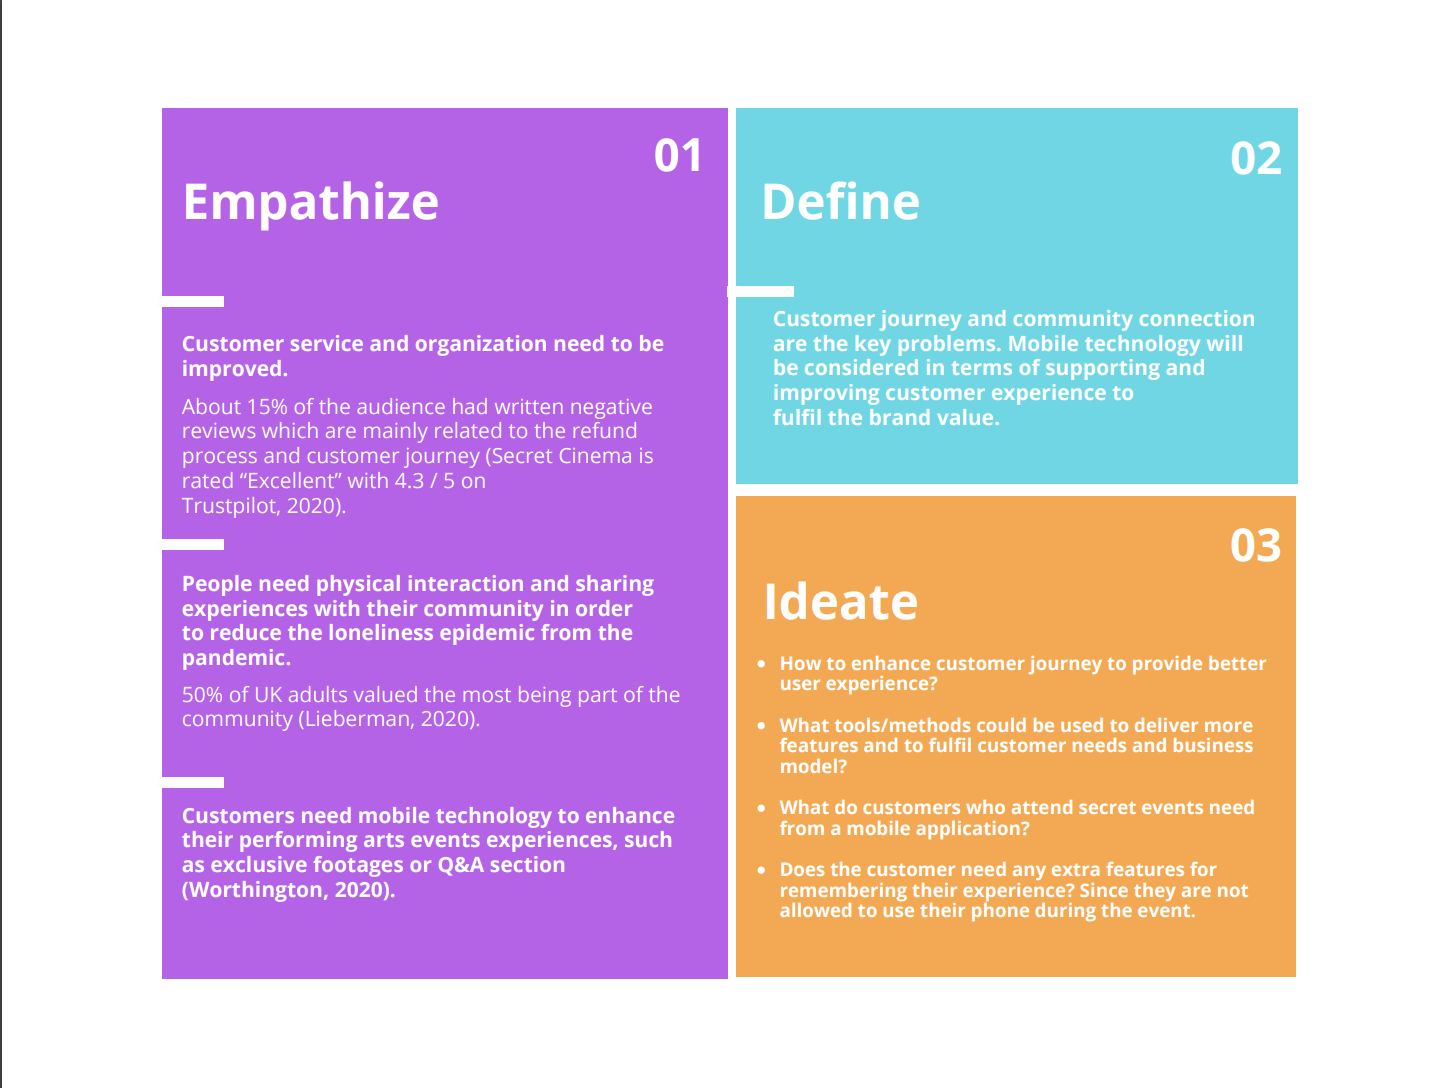 01
Empathize
Customer service and organization need to be
improved.
About 15% of the audience had written negative
reviews which are mainly related to the refund
process and customer journey (Secret Cinema is
rated “Excellent” with 4.3 / 5 on
Trustpilot, 2020).
People need physical interaction and sharing
experiences with their community in order
to reduce the loneliness epidemic from the
pandemic.
50% of UK adults valued the most being part of the
community (Lieberman, 2020).
Customers need mobile technology to enhance
their performing arts events experiences, such
as exclusive footages or Q&A section
(Worthington, 2020).
02
Define
Customer journey and community connection
are the key problems. Mobile technology will
be considered in terms of supporting and
improving customer experience to
fulfil the brand value.
03
Ideate
• How to enhance customer journey to provide better
user experience?
• What tools/methods could be used to deliver more
features and to fulfil customer needs and business
model?
• What do customers who attend secret events need
from a mobile application?
• Does the customer need any extra features for
remembering their experience? Since they are not
allowed to use their phone during the event.